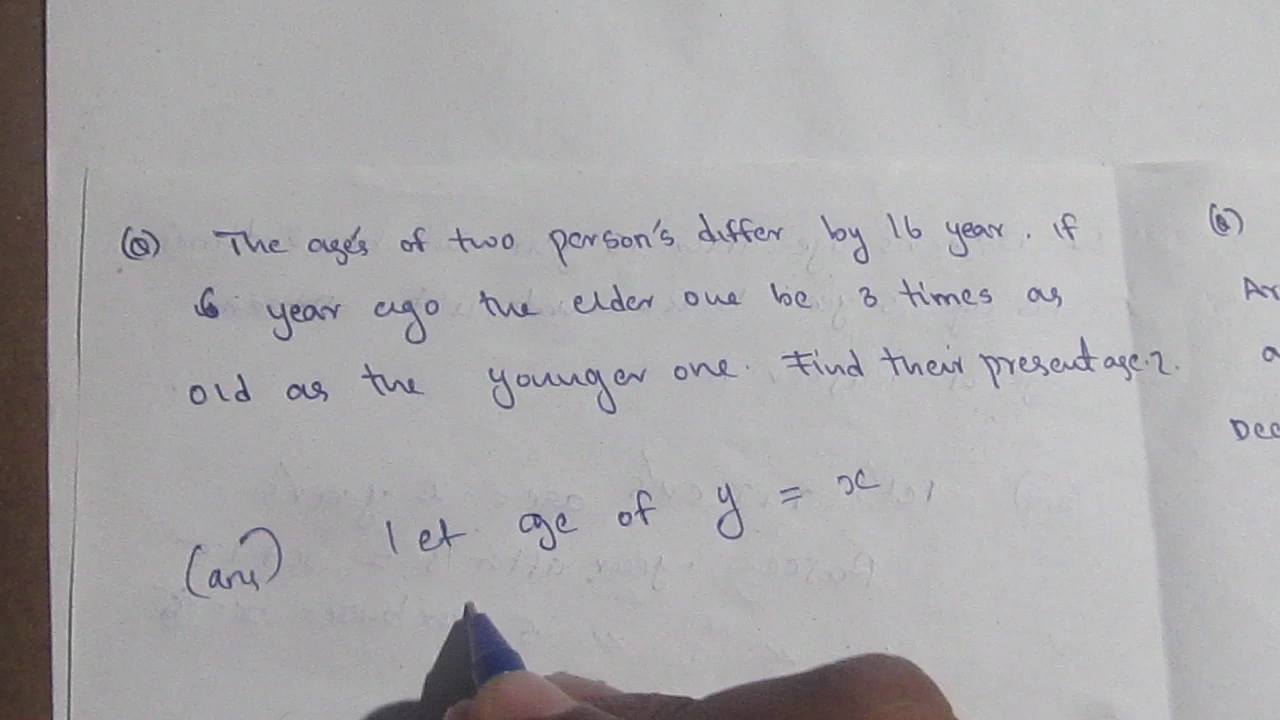 (Q) The age's of two person's differ by 16 year. if
6 year ago the elder one be 3 times as
old as the younger one. Find their present age.?
(ans) let age of y = x
(Q)
Ar
a
Dec